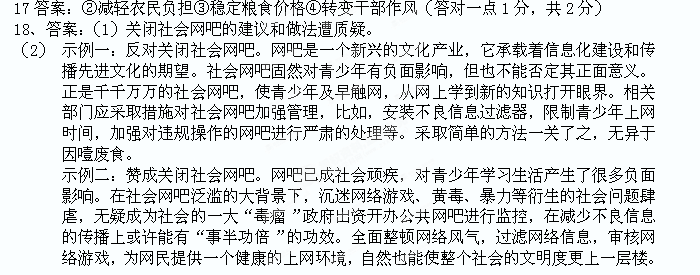 17 答案：②减轻农民负担③稳定粮食价格④转变干部作风（答对一点1分，共2分）
18、答案：（1）关闭社会网吧的建议和做法遭质疑。
（2） 示例一：反对关闭社会网吧。网吧是一个新兴的文化产业，它承载着信息化建设和传
播先进文化的期望。社会网吧固然对青少年有负面影响，但也不能否定其正面意义。
正是千千万万的社会网吧，使青少年及早触网，从网上学到新的知识打开眼界。相关
部门应采取措施对社会网吧加强管理，比如，安装不良信息过滤器，限制青少年上网
时间，加强对违规操作的网吧进行严肃的处理等。采取简单的方法一关了之，无异于
因噎废食。
示例二：赞成关闭社会网吧。网吧已成社会顽疾，对青少年学习生活产生了很多负面
影响。在社会网吧泛滥的大背景下，沉迷网络游戏、黄毒、暴力等衍生的社会问题肆
虐，无疑成为社会的一大“毒瘤”政府出资开办公共网吧进行监控，在减少不良信息
的传播上或许能有“事半功倍”的功效。全面整顿网络风气，过滤网络信息，审核网
络游戏，为网民提供一个健康的上网环境，自然也能使整个社会的文明度更上一层楼。